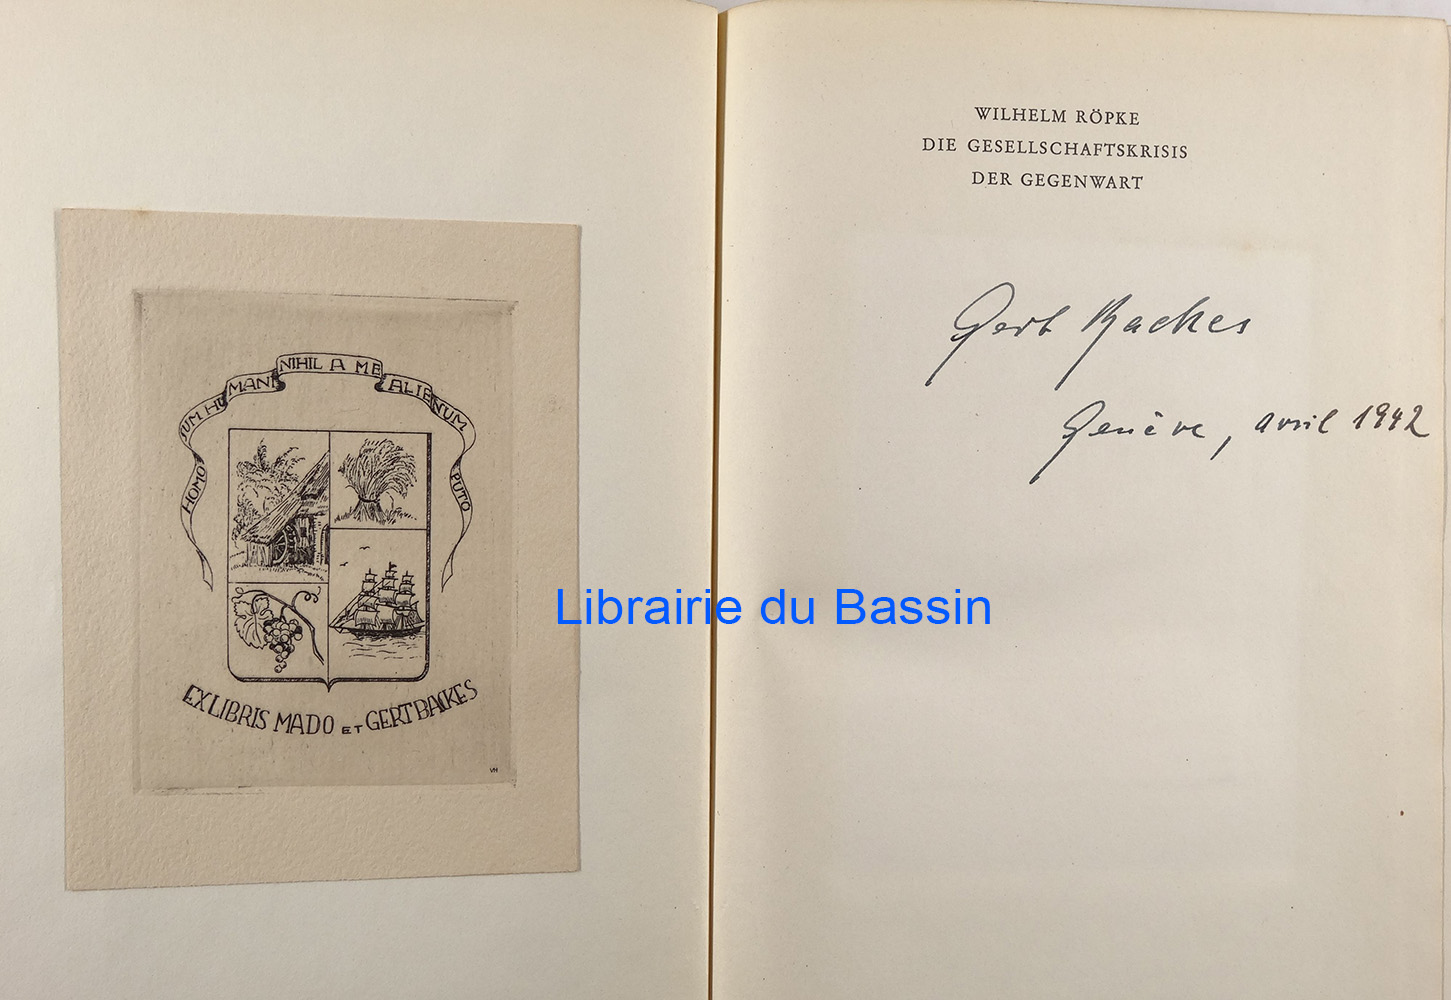 HOMO SUM HUMANI NIHIL A ME ALIENUM PUTO
EX LIBRIS MADO ET GERT BACKES
VH
WILHELM RÖPKE
DIE GESELLSCHAFTSKRISIS
DER GEGENWART
Gert Backes
Genève, avril 1942
Librairie du Bassin